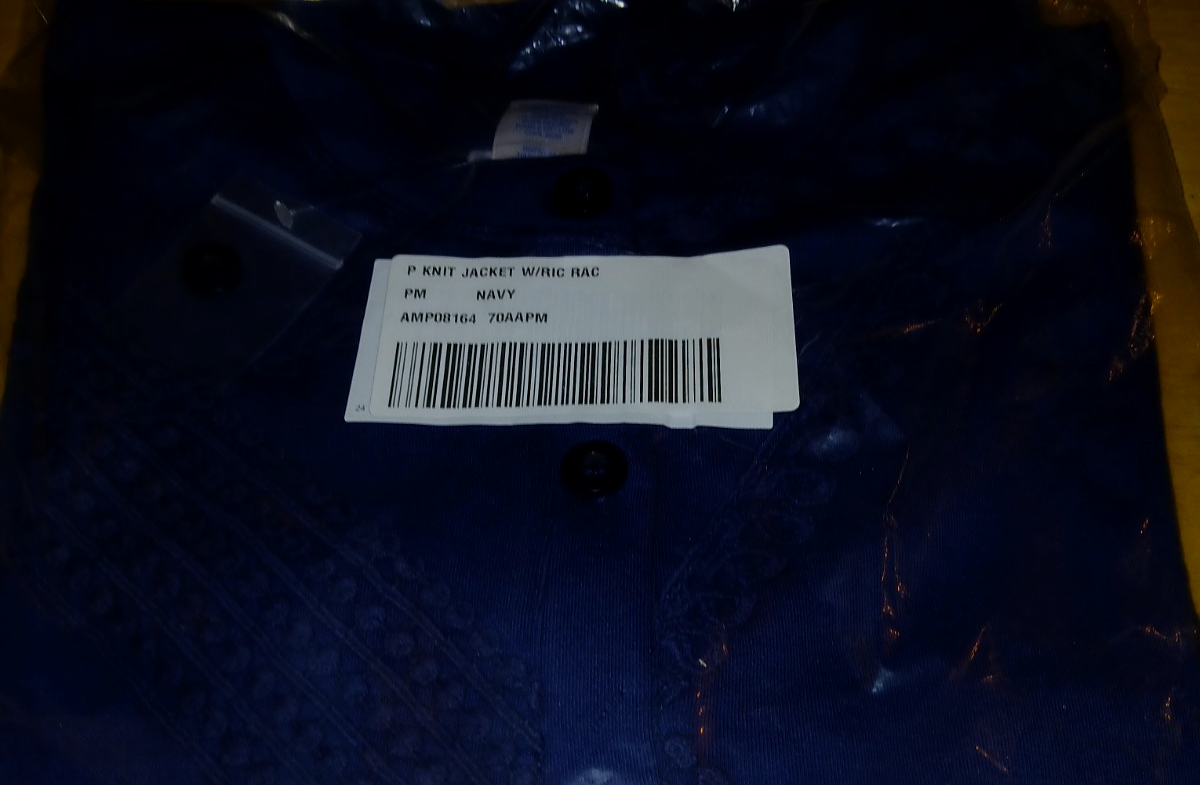 P KNIT JACKET W/RIC RAC
PM NAVY
AMP08164 70AAPM
24